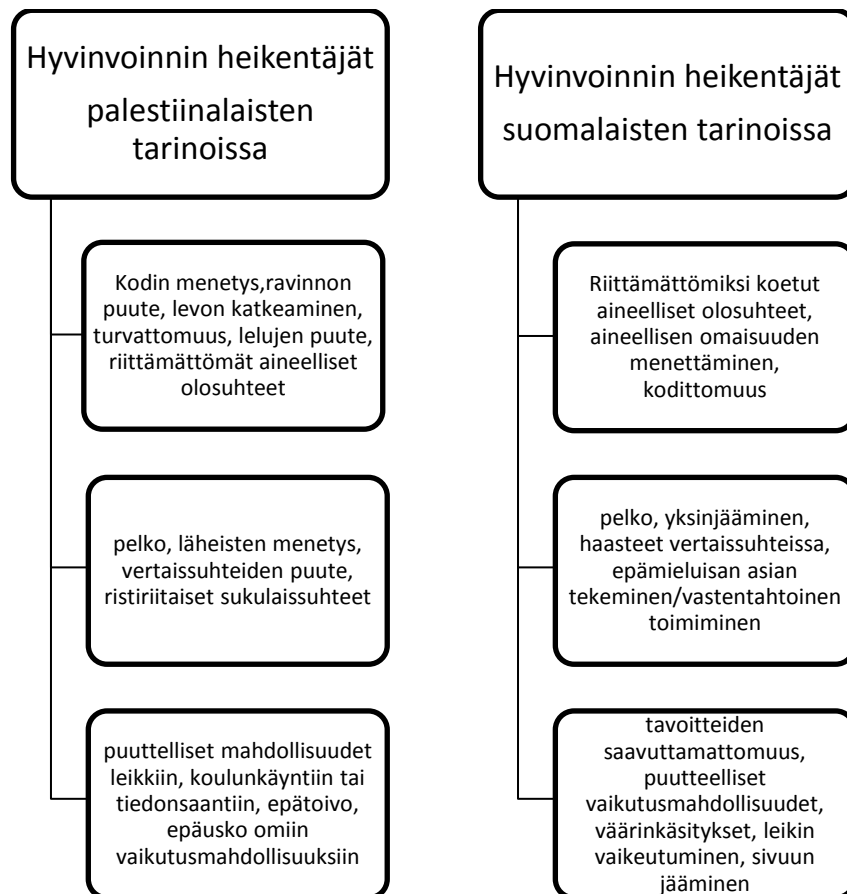 Hyvinvoinnin heikentäjät
palestiinalaisten
tarinoissa
Kodin menetys,ravinnon
puute, levon katkeaminen,
turvattomuus, lelujen puute,
riittämättömät aineelliset
olosuhteet
pelko, läheisten menetys,
vertaissuhteiden puute,
ristiriitaiset sukulaissuhteet
puuttelliset mahdollisuudet
leikkiin, koulunkäyntiin tai
tiedonsaantiin, epätoivo,
epäusko omiin
vaikutusmahdollisuuksiin
Hyvinvoinnin heikentäjät
suomalaisten tarinoissa
Riittämättömiksi koetut
aineelliset olosuhteet,
aineellisen omaisuuden
menettäminen,
kodittomuus
pelko, yksinjääminen,
haasteet vertaissuhteissa,
epämieluisan asian
tekeminen/vastentahtoinen
toimiminen
tavoitteiden
saavuttamattomuus,
puutteelliset
vaikutusmahdollisuudet,
väärinkäsitykset, leikin
vaikeutuminen, sivuun
jääminen